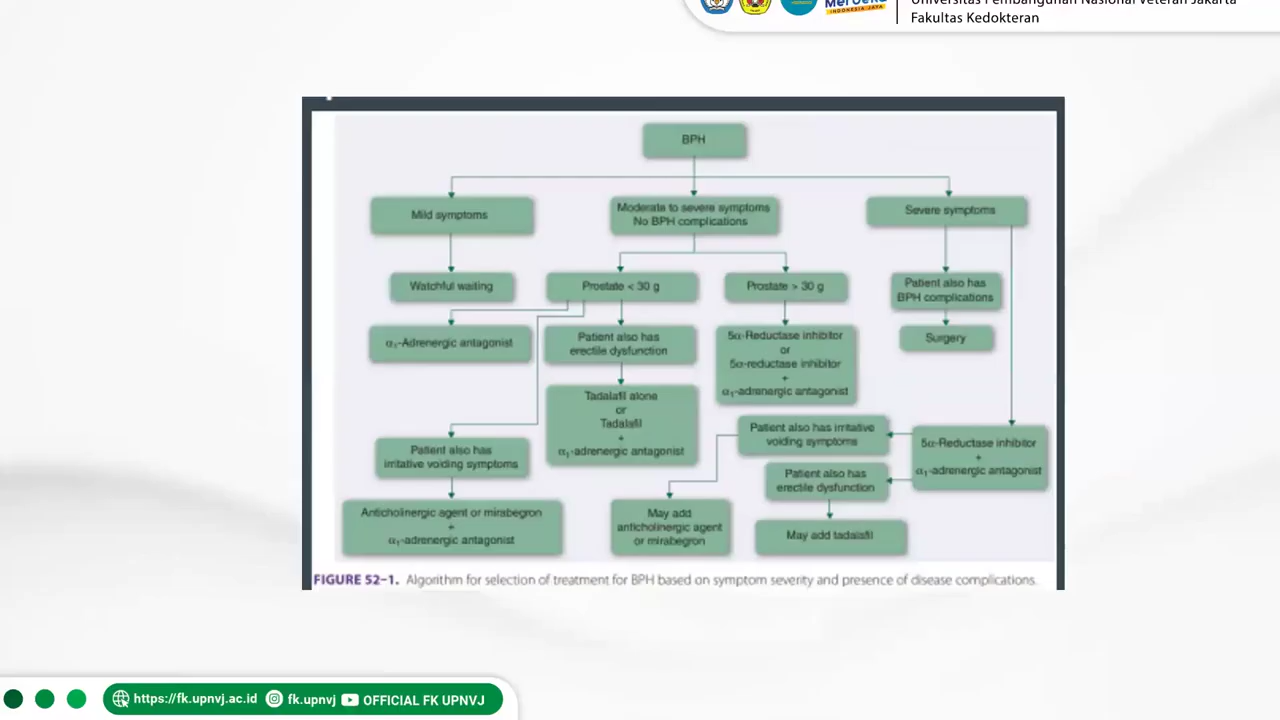 Universitas Pembangunan Nasional Veteran Jakarta
Fakultas Kedokteran
Merdeka
INDONESIA JAYA
BPH
Mild symptoms
Moderate to severe symptoms
No BPH complications
Severe symptoms
Watchful waiting
Prostate < 30 g
Prostate > 30 g
Patient also has
BPH complications
α₁-Adrenergic antagonist
Patient also has
erectile dysfunction
5α-Reductase inhibitor
or
5α-reductase inhibitor
+
α₁-adrenergic antagonist
Surgery
Tadalafil alone
or
Tadalafil
+
α₁-adrenergic antagonist
Patient also has irritative
voiding symptoms
5α-Reductase inhibitor
+
α₁-adrenergic antagonist
Patient also has
irritative voiding symptoms
Patient also has
erectile dysfunction
Anticholinergic agent or mirabegron
+
α₁-adrenergic antagonist
May add
anticholinergic agent
or mirabegron
May add tadalafil
FIGURE 52–1. Algorithm for selection of treatment for BPH based on symptom severity and presence of disease complications.
https://fk.upnvj.ac.id fk.upnvj OFFICIAL FK UPNVJ